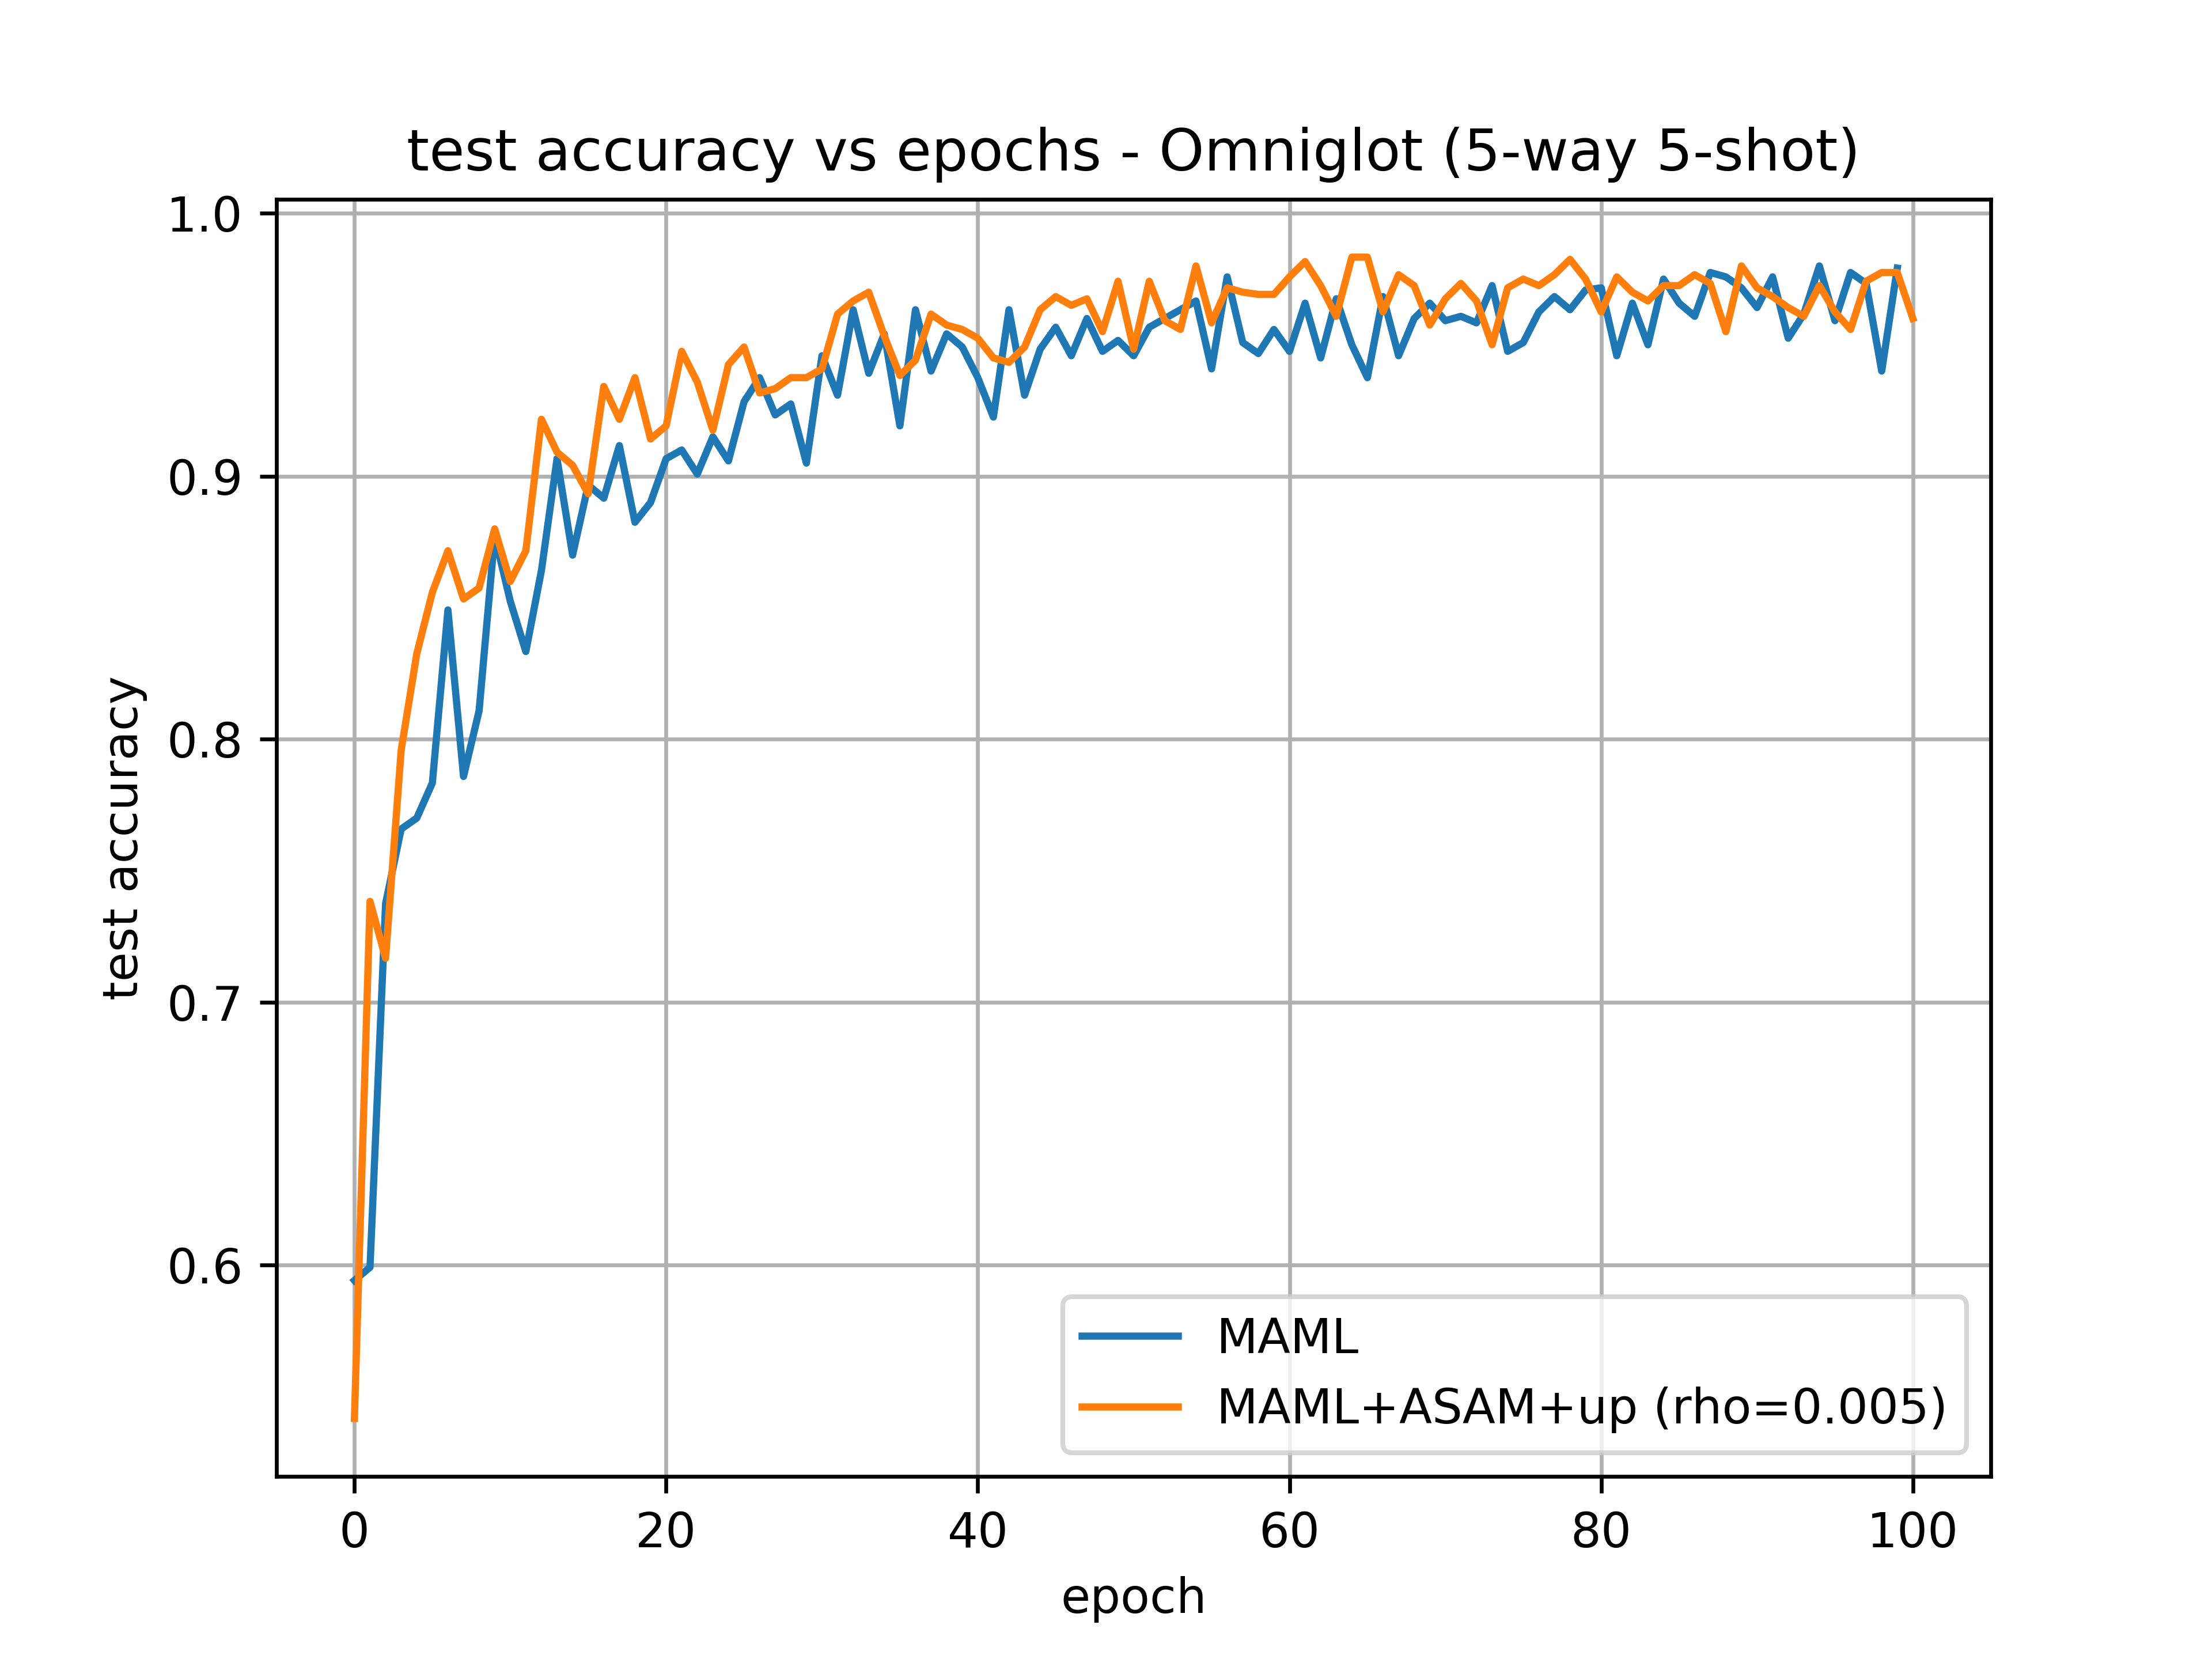 test accuracy vs epochs - Omniglot (5-way 5-shot)
1.0
0.9
0.8
0.7
0.6
test accuracy
MAML
MAML+ASAM+up (rho=0.005)
0 20 40 60 80 100
epoch